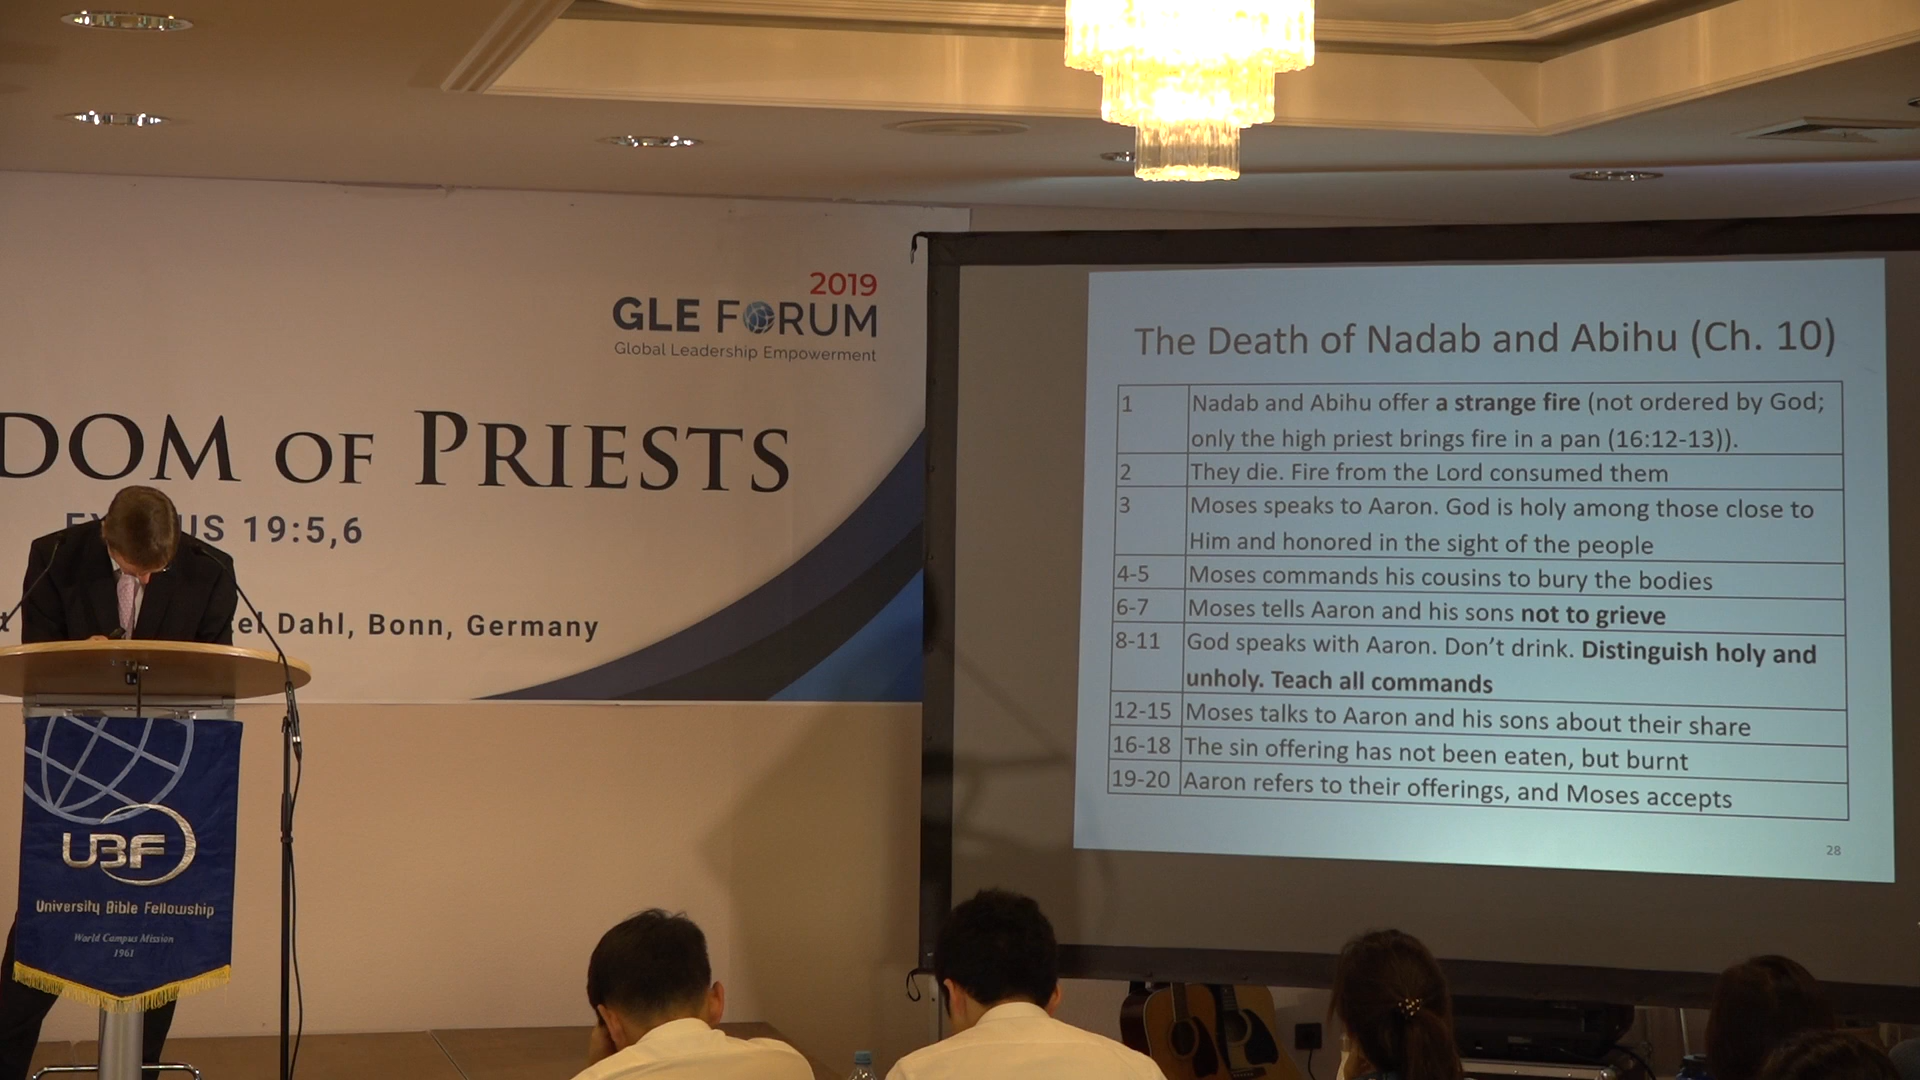 2019
GLE FORUM
Global Leadership Empowerment
DOM OF PRIESTS
US 19:5,6
el Dahl, Bonn, Germany
UBF
University Bible Fellowship
World Campus Mission
1961
The Death of Nadab and Abihu (Ch. 10)
1 Nadab and Abihu offer a strange fire (not ordered by God;
only the high priest brings fire in a pan (16:12-13)).
2 They die. Fire from the Lord consumed them
3 Moses speaks to Aaron. God is holy among those close to
Him and honored in the sight of the people
4-5 Moses commands his cousins to bury the bodies
6-7 Moses tells Aaron and his sons not to grieve
8-11 God speaks with Aaron. Don't drink. Distinguish holy and
unholy. Teach all commands
12-15 Moses talks to Aaron and his sons about their share
16-18 The sin offering has not been eaten, but burnt
19-20 Aaron refers to their offerings, and Moses accepts
28